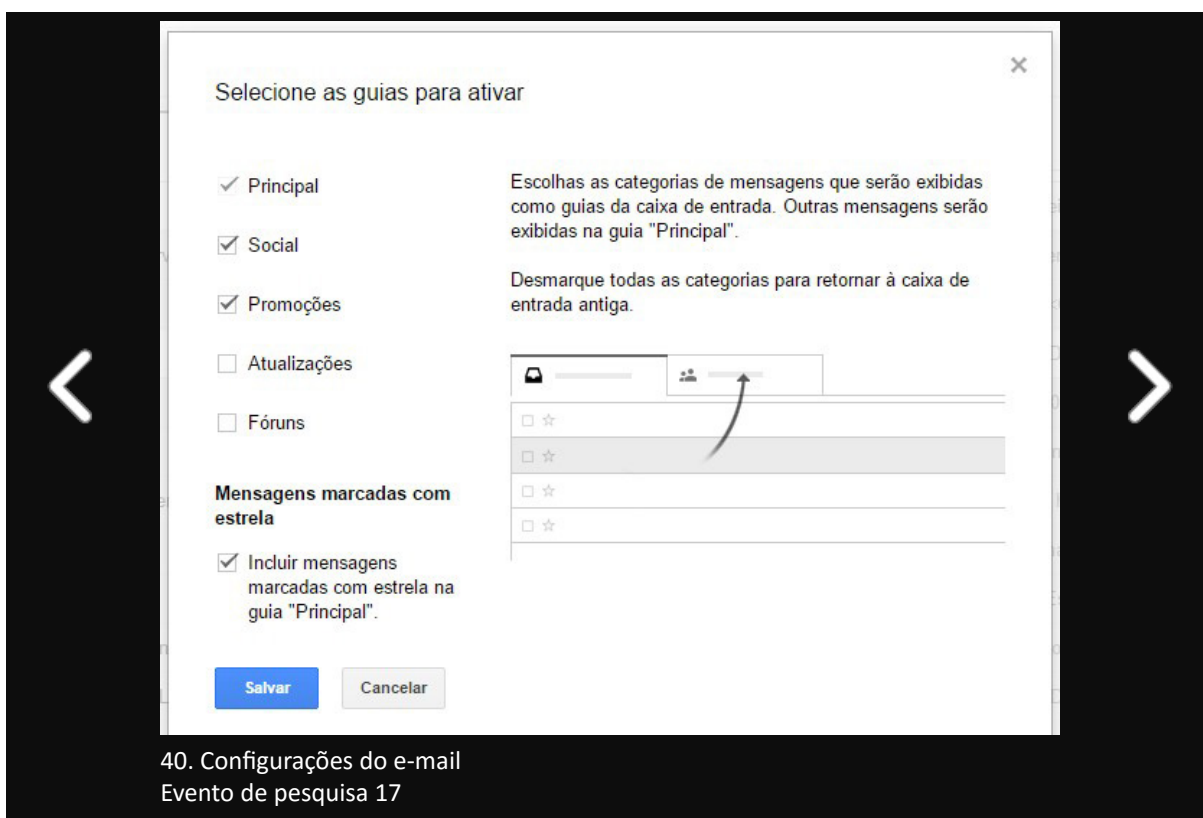 Selecione as guias para ativar
Principal
Social
Promoções
Atualizações
Fóruns
Mensagens marcadas com
estrela
Incluir mensagens
marcadas com estrela na
guia "Principal".
Escolhas as categorias de mensagens que serão exibidas
como guias da caixa de entrada. Outras mensagens serão
exibidas na guia "Principal".
Desmarque todas as categorias para retornar à caixa de
entrada antiga.
Salvar
Cancelar
40. Configurações do e-mail
Evento de pesquisa 17